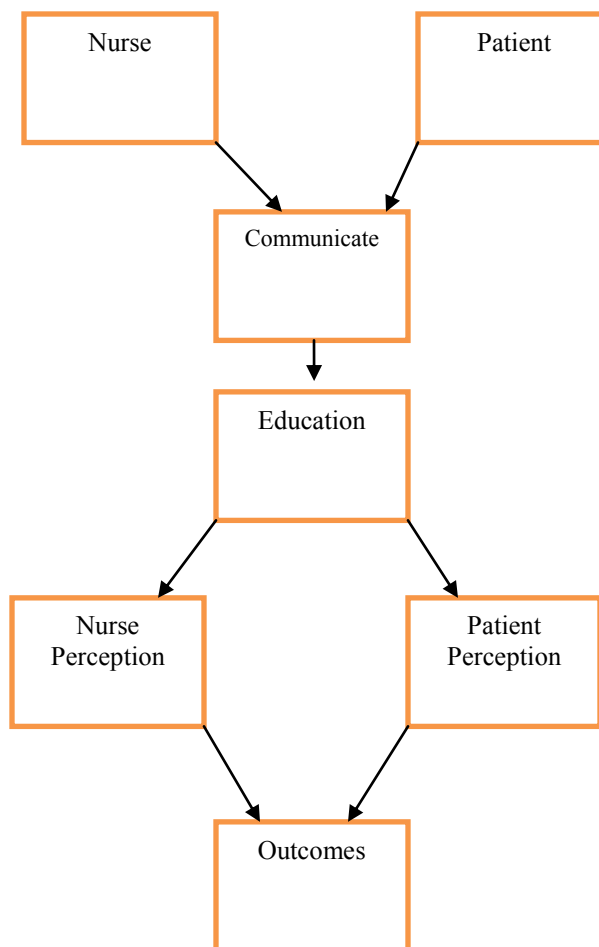 Nurse
Patient
Communicate
Education
Nurse
Perception
Patient
Perception
Outcomes